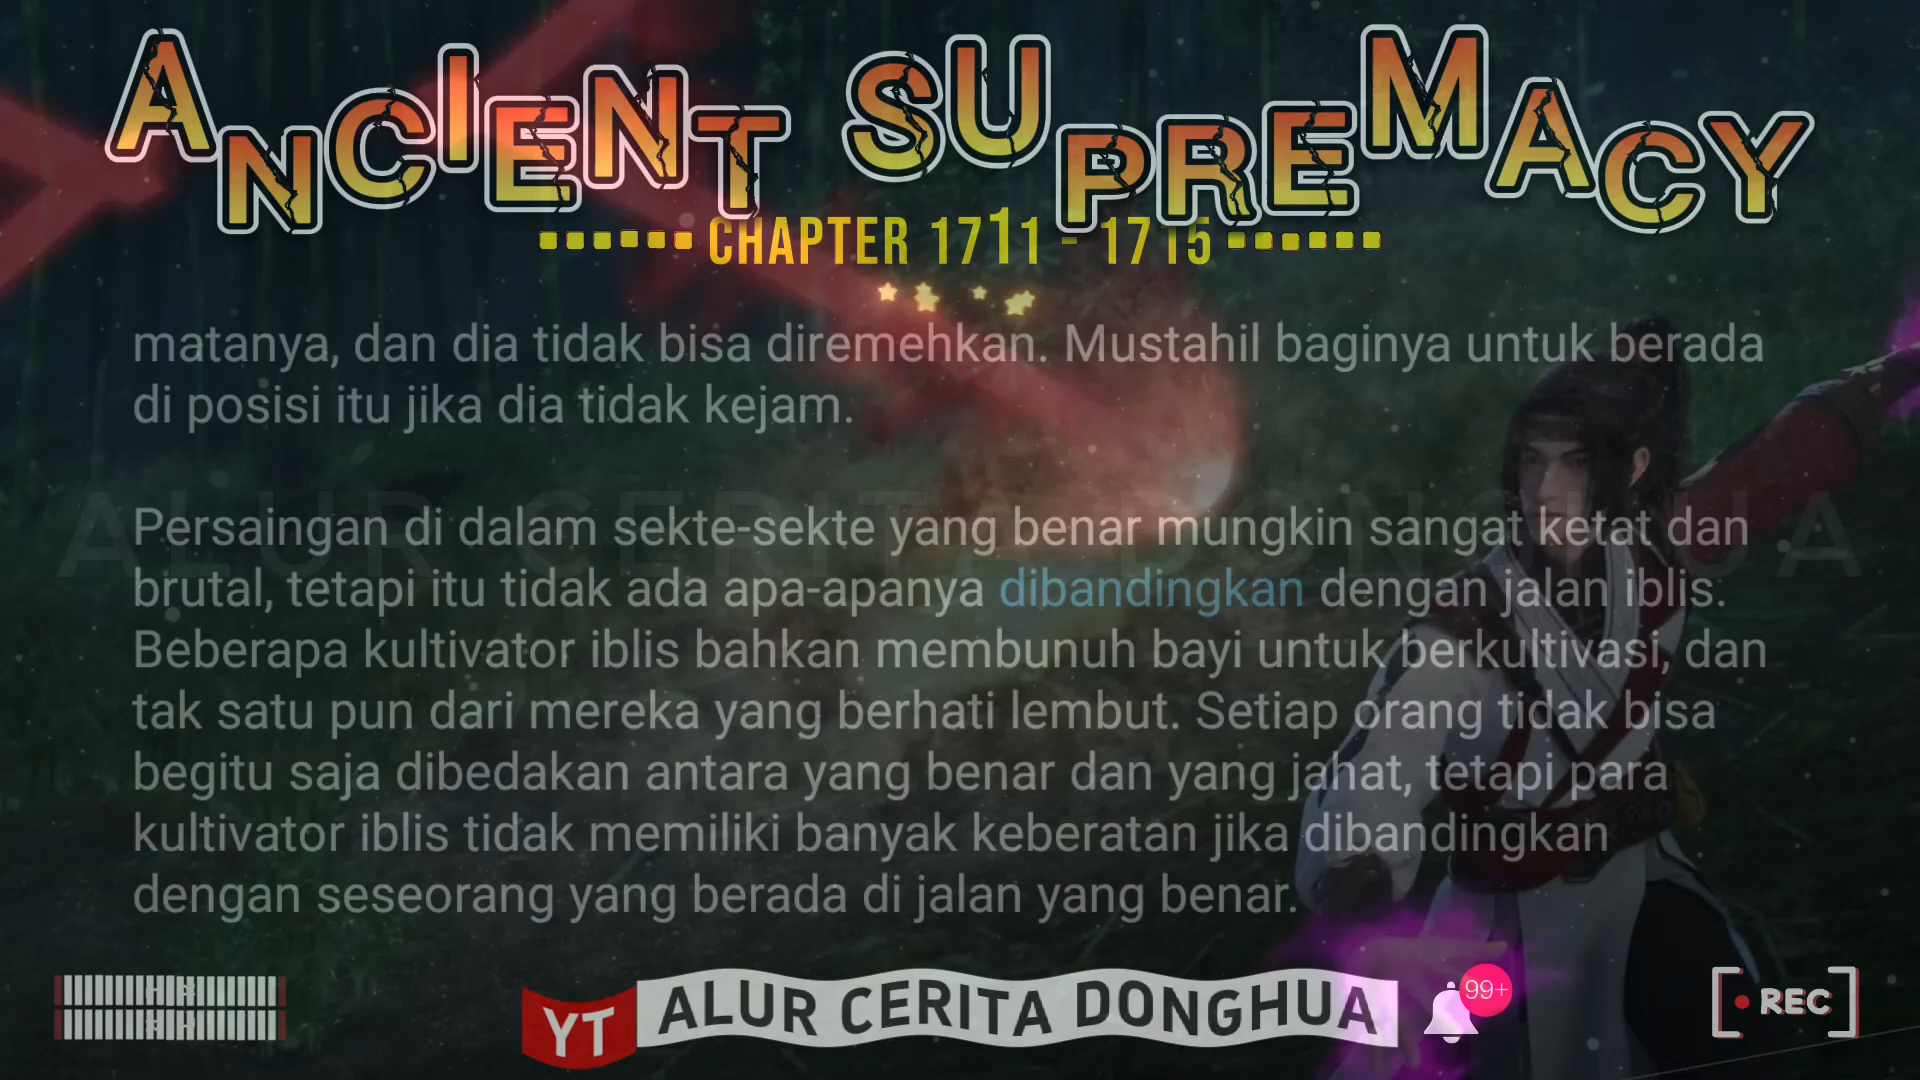 ANCIENT SUPREMACY
CHAPTER 1711 - 1715
matanya, dan dia tidak bisa diremehkan. Mustahil baginya untuk berada
di posisi itu jika dia tidak kejam.
ALUR CERITA DONGHUA
Persaingan di dalam sekte-sekte yang benar mungkin sangat ketat dan
brutal, tetapi itu tidak ada apa-apanya dibandingkan dengan jalan iblis.
Beberapa kultivator iblis bahkan membunuh bayi untuk berkultivasi, dan
tak satu pun dari mereka yang berhati lembut. Setiap orang tidak bisa
begitu saja dibedakan antara yang benar dan yang jahat, tetapi para
kultivator iblis tidak memiliki banyak keberatan jika dibandingkan
dengan seseorang yang berada di jalan yang benar.
YT ALUR CERITA DONGHUA 99+
REC